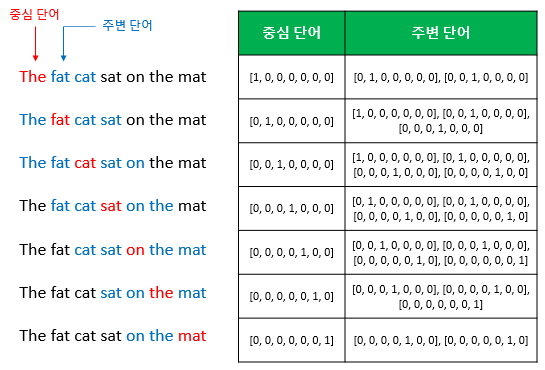 중심 단어
주변 단어
The fat cat sat on the mat
The fat cat sat on the mat
The fat cat sat on the mat
The fat cat sat on the mat
The fat cat sat on the mat
The fat cat sat on the mat
The fat cat sat on the mat
중심 단어 주변 단어
[1, 0, 0, 0, 0, 0, 0] [0, 1, 0, 0, 0, 0, 0], [0, 0, 1, 0, 0, 0, 0]
[0, 1, 0, 0, 0, 0, 0] [1, 0, 0, 0, 0, 0, 0], [0, 0, 1, 0, 0, 0, 0],
[0, 0, 0, 1, 0, 0, 0]
[0, 0, 1, 0, 0, 0, 0] [1, 0, 0, 0, 0, 0, 0], [0, 1, 0, 0, 0, 0, 0],
[0, 0, 0, 1, 0, 0, 0], [0, 0, 0, 0, 1, 0, 0]
[0, 0, 0, 1, 0, 0, 0] [0, 1, 0, 0, 0, 0, 0], [0, 0, 1, 0, 0, 0, 0],
[0, 0, 0, 0, 1, 0, 0], [0, 0, 0, 0, 0, 1, 0]
[0, 0, 0, 0, 1, 0, 0] [0, 0, 1, 0, 0, 0, 0], [0, 0, 0, 1, 0, 0, 0],
[0, 0, 0, 0, 0, 1, 0], [0, 0, 0, 0, 0, 0, 1]
[0, 0, 0, 0, 0, 1, 0] [0, 0, 0, 1, 0, 0, 0], [0, 0, 0, 0, 1, 0, 0],
[0, 0, 0, 0, 0, 0, 1]
[0, 0, 0, 0, 0, 0, 1] [0, 0, 0, 0, 1, 0, 0], [0, 0, 0, 0, 0, 1, 0]